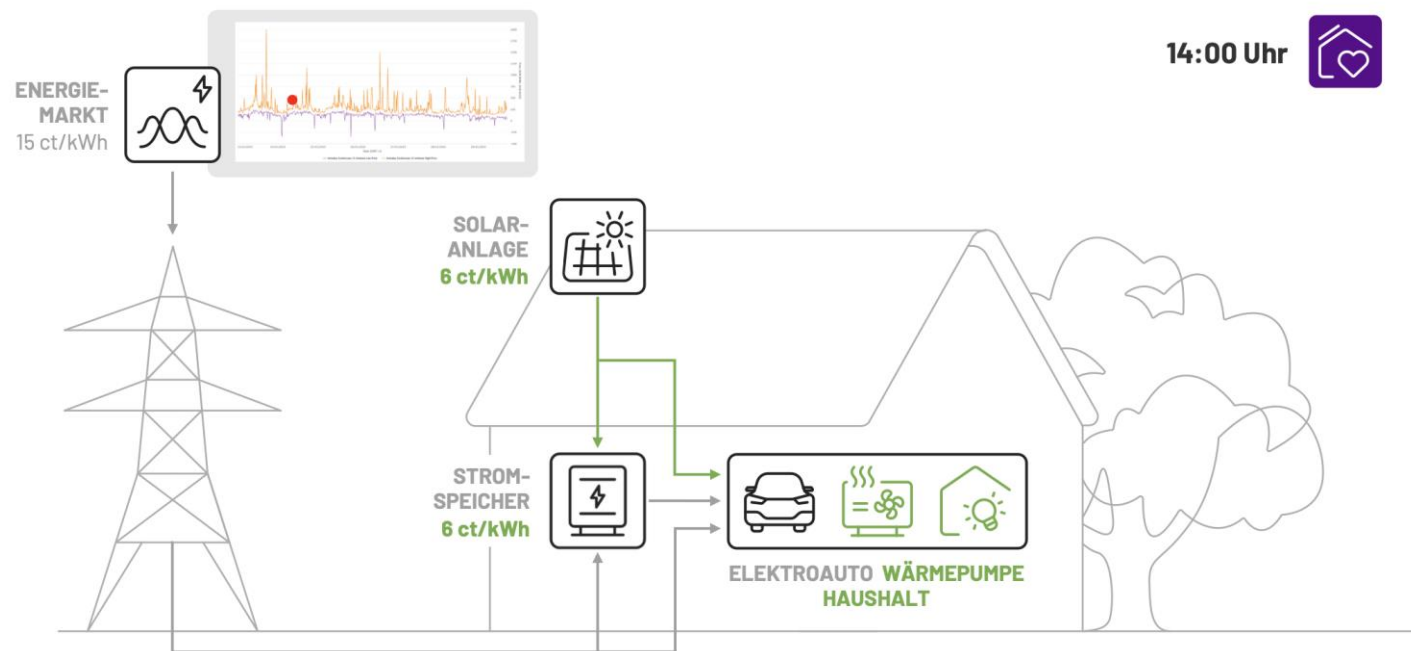 14:00 Uhr
ENERGIE-
MARKT
15 ct/kWh
SOLAR-
ANLAGE
6 ct/kWh
STROM-
SPEICHER
6 ct/kWh
ELEKTROAUTO WÄRMEPUMPE
HAUSHALT